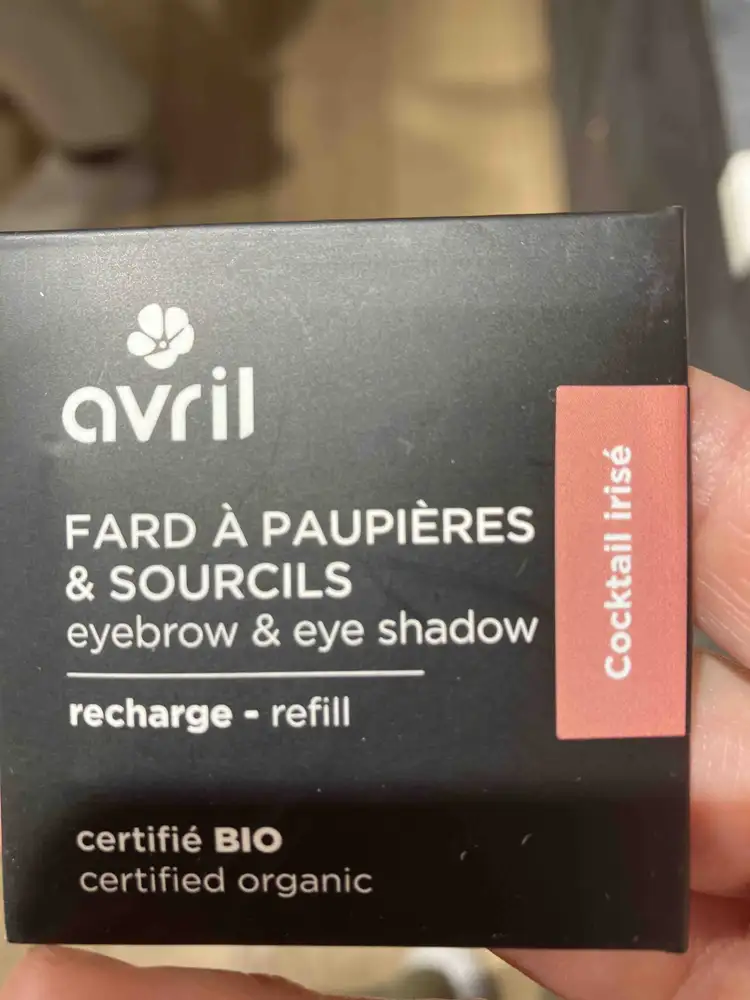 avril
FARD À PAUPIÈRES
& SOURCILS
eyebrow & eye shadow
recharge - refill
certifié BIO
certified organic
Cocktail irisé